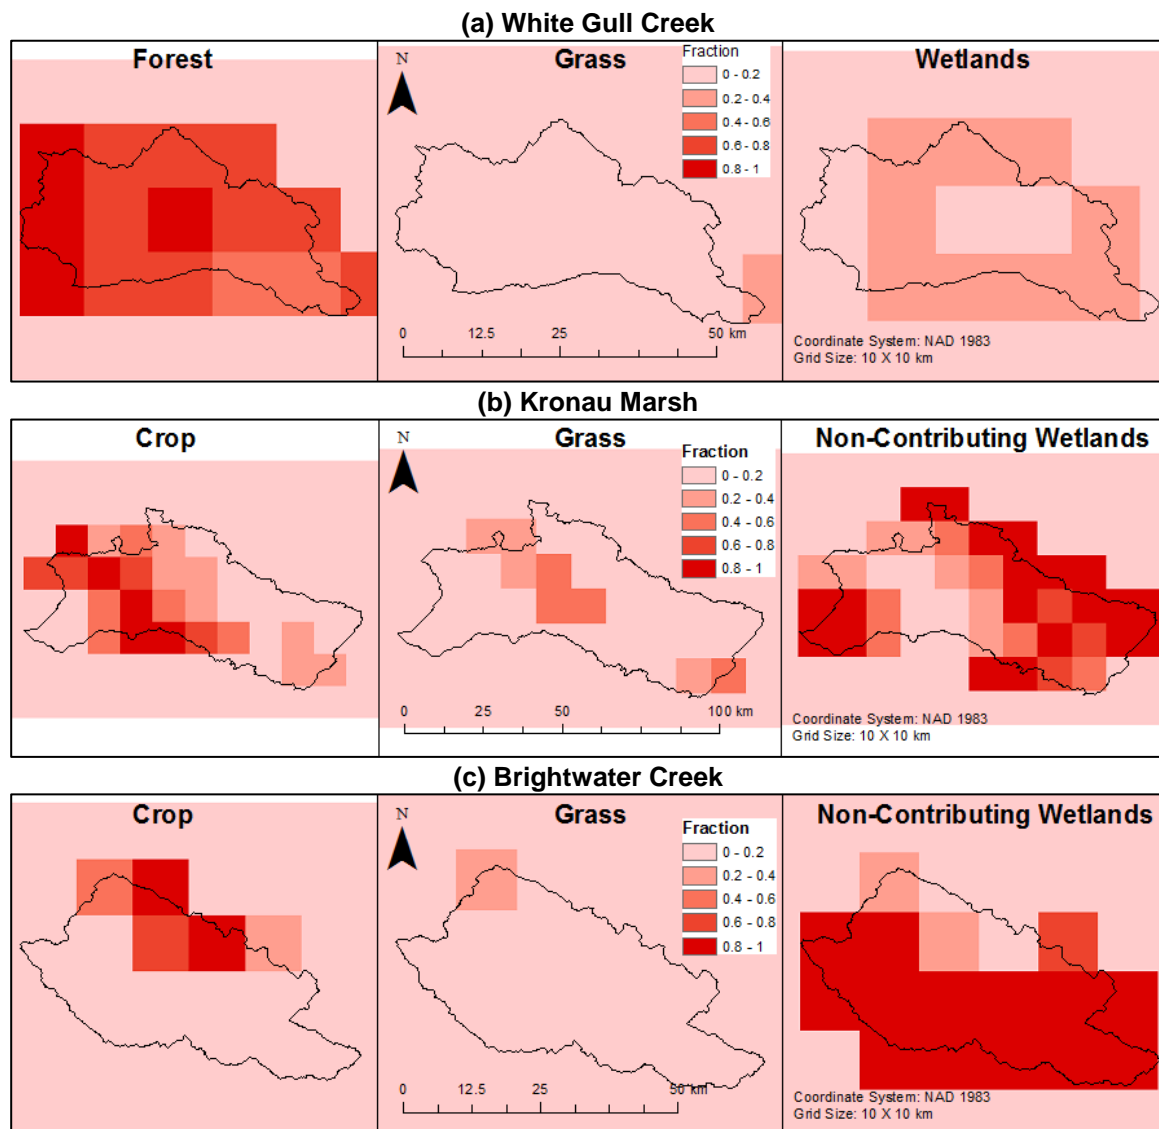 (a) White Gull Creek
Forest
Grass
Wetlands
N
Fraction
0 - 0.2
0.2 - 0.4
0.4 - 0.6
0.6 - 0.8
0.8 - 1
0 12.5 25 50 km
Coordinate System: NAD 1983
Grid Size: 10 X 10 km
(b) Kronau Marsh
Crop
Grass
Non-Contributing Wetlands
N
Fraction
0 - 0.2
0.2 - 0.4
0.4 - 0.6
0.6 - 0.8
0.8 - 1
0 25 50 100 km
Coordinate System: NAD 1983
Grid Size: 10 X 10 km
(c) Brightwater Creek
Crop
Grass
Non-Contributing Wetlands
N
Fraction
0 - 0.2
0.2 - 0.4
0.4 - 0.6
0.6 - 0.8
0.8 - 1
0 12.5 25 50 km
Coordinate System: NAD 1983
Grid Size: 10 X 10 km